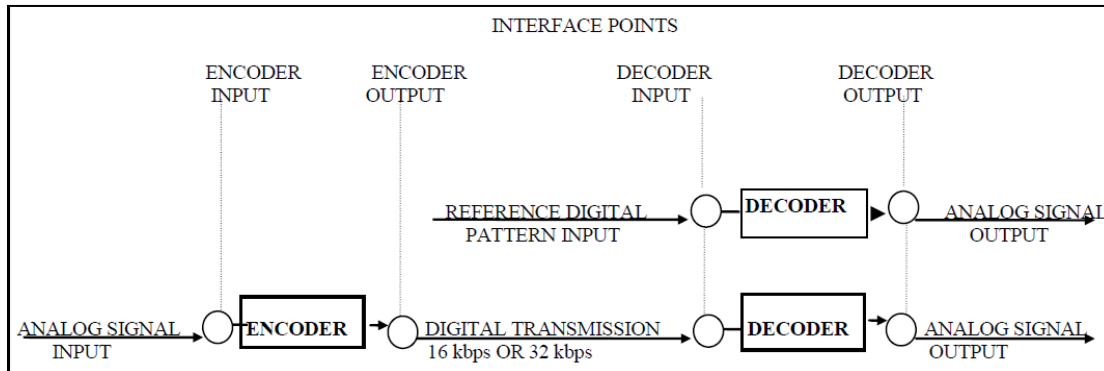 INTERFACE POINTS
ENCODER INPUT
ENCODER OUTPUT
DECODER INPUT
DECODER OUTPUT
REFERENCE DIGITAL
PATTERN INPUT
DECODER
ANALOG SIGNAL
OUTPUT
ANALOG SIGNAL
INPUT
ENCODER
DIGITAL TRANSMISSION
16 kbps OR 32 kbps
DECODER
ANALOG SIGNAL
OUTPUT